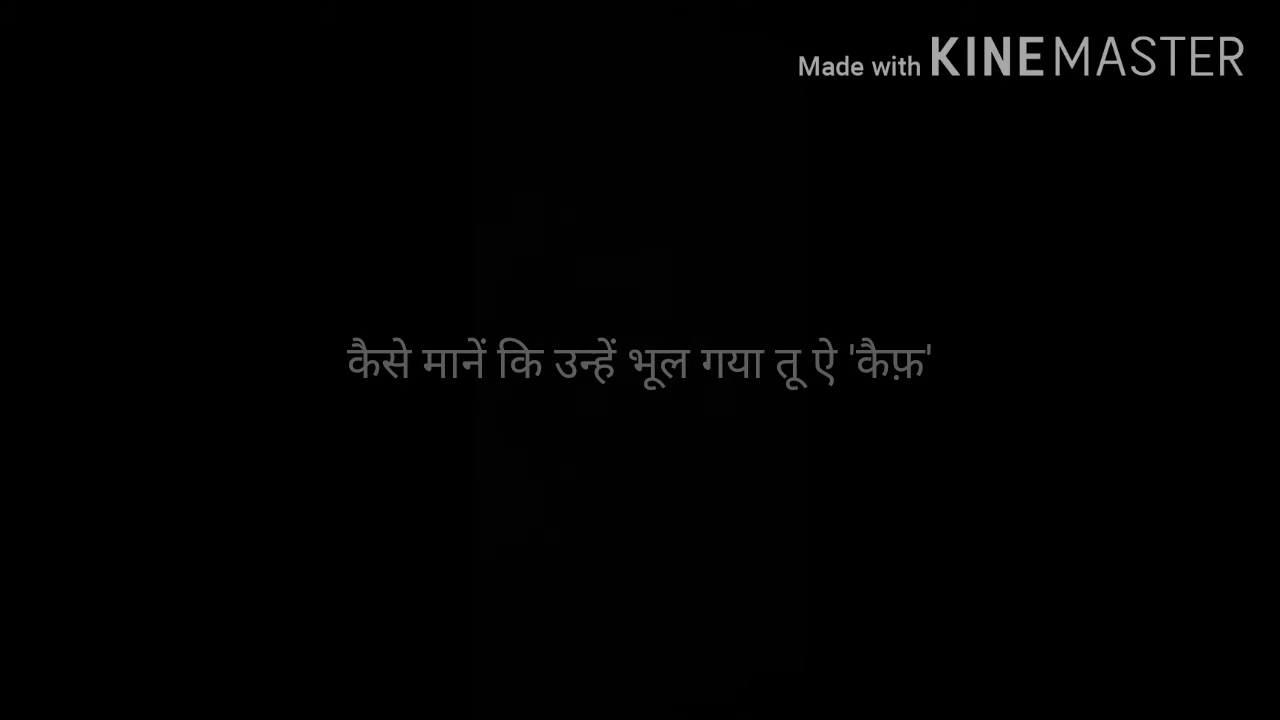 Made with KINEMASTER
कैसे मानें कि उन्हें भूल गया तू ऐ 'कैफ़'